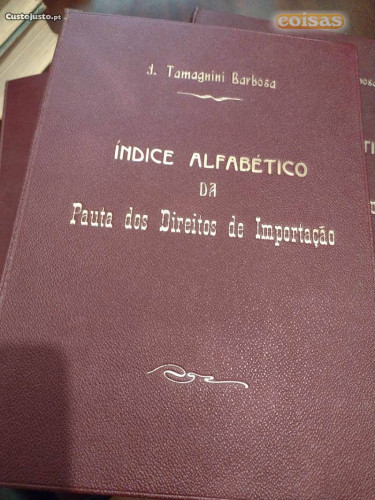 CustoJusto.pt
coisas
J. Tamagnini Barbosa
ÍNDICE ALFABÉTICO
DA
Pauta dos Direitos de Importação